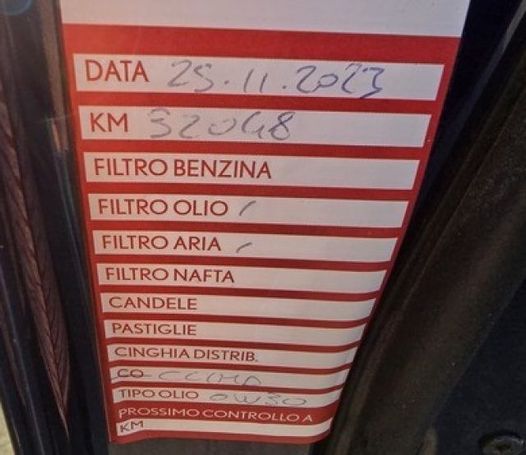 DATA 25.11.2023
KM 32048
FILTRO BENZINA
FILTRO OLIO /
FILTRO ARIA /
FILTRO NAFTA
CANDELE
PASTIGLIE
CINGHIA DISTRIB.
CO
TIPO OLIO 0W30
PROSSIMO CONTROLLO A
KM